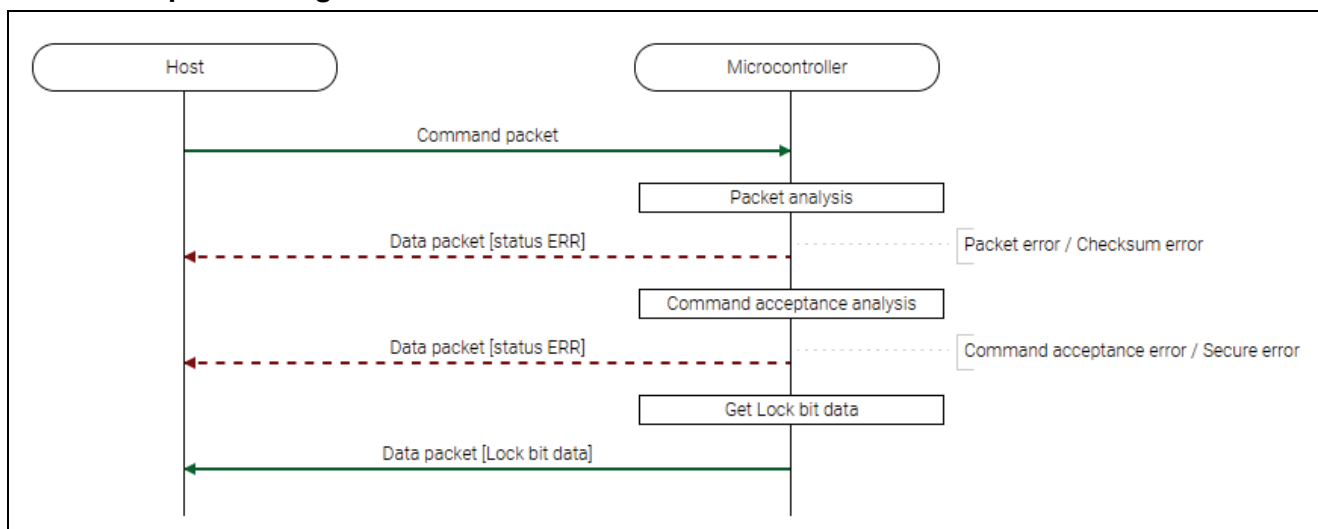 Host
Microcontroller
Command packet
Packet analysis
Data packet [status ERR]
Packet error / Checksum error
Command acceptance analysis
Data packet [status ERR]
Command acceptance error / Secure error
Get Lock bit data
Data packet [Lock bit data]